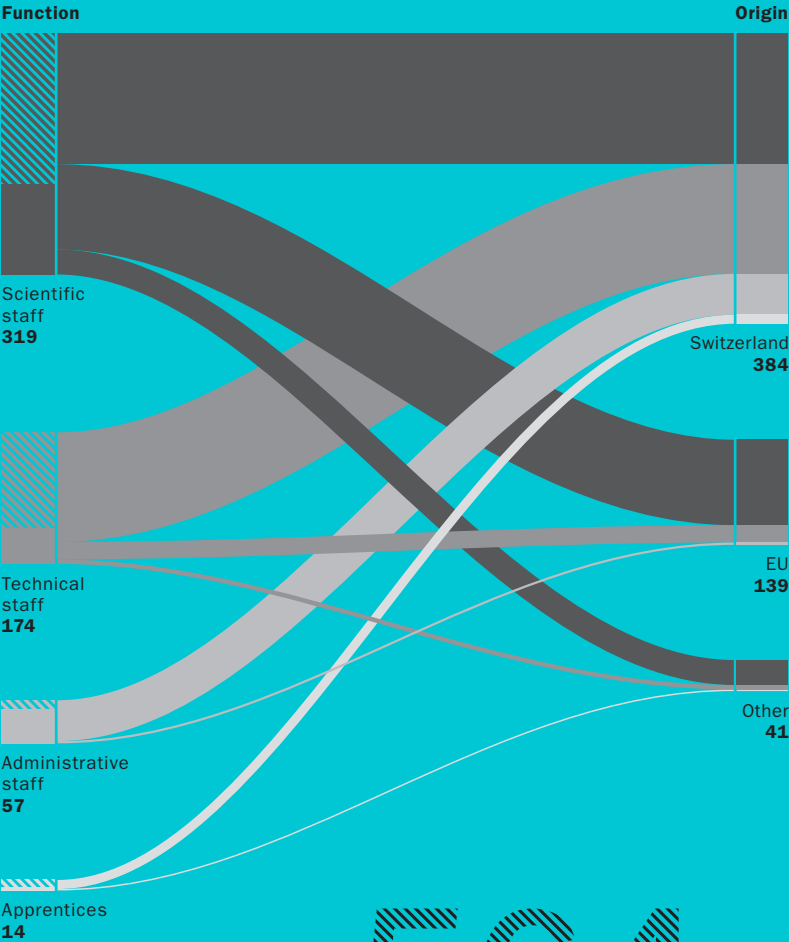 Function
Origin
Scientific
staff
319
Switzerland
384
EU
139
Technical
staff
174
Other
41
Administrative
staff
57
Apprentices
14